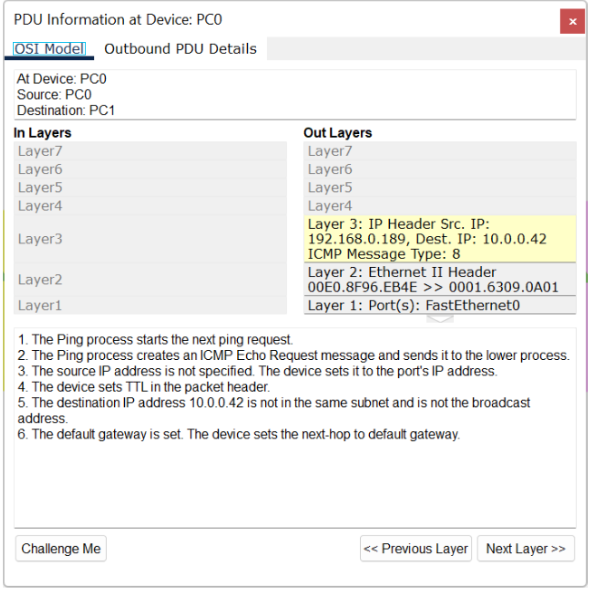 PDU Information at Device: PC0
x
OSI Model
Outbound PDU Details
At Device: PC0
Source: PC0
Destination: PC1
In Layers
Layer7
Layer6
Layer5
Layer4
Layer3
Layer2
Layer1
Out Layers
Layer7
Layer6
Layer5
Layer4
Layer 3: IP Header Src. IP:
192.168.0.189, Dest. IP: 10.0.0.42
ICMP Message Type: 8
Layer 2: Ethernet II Header
00E0.8F96.EB4E >> 0001.6309.0A01
Layer 1: Port(s): FastEthernet0
1. The Ping process starts the next ping request.
2. The Ping process creates an ICMP Echo Request message and sends it to the lower process.
3. The source IP address is not specified. The device sets it to the port's IP address.
4. The device sets TTL in the packet header.
5. The destination IP address 10.0.0.42 is not in the same subnet and is not the broadcast
address.
6. The default gateway is set. The device sets the next-hop to default gateway.
Challenge Me
<< Previous Layer
Next Layer >>